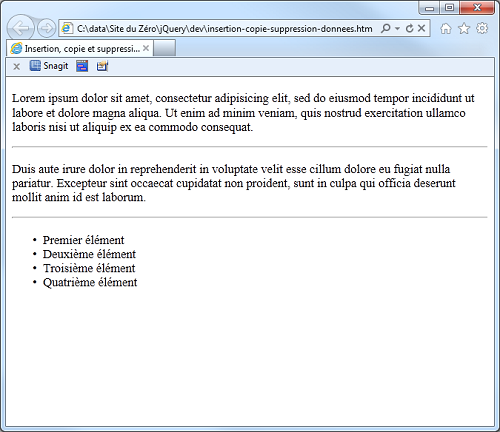 C:\data\Site du Zéro\jQuery\dev\insertion-copie-suppression-donnees.htm
Insertion, copie et suppressi...
Snagit
Lorem ipsum dolor sit amet, consectetur adipisicing elit, sed do eiusmod tempor incididunt ut
labore et dolore magna aliqua. Ut enim ad minim veniam, quis nostrud exercitation ullamco
laboris nisi ut aliquip ex ea commodo consequat.
Duis aute irure dolor in reprehenderit in voluptate velit esse cillum dolore eu fugiat nulla
pariatur. Excepteur sint occaecat cupidatat non proident, sunt in culpa qui officia deserunt
mollit anim id est laborum.
• Premier élément
• Deuxième élément
• Troisième élément
• Quatrième élément